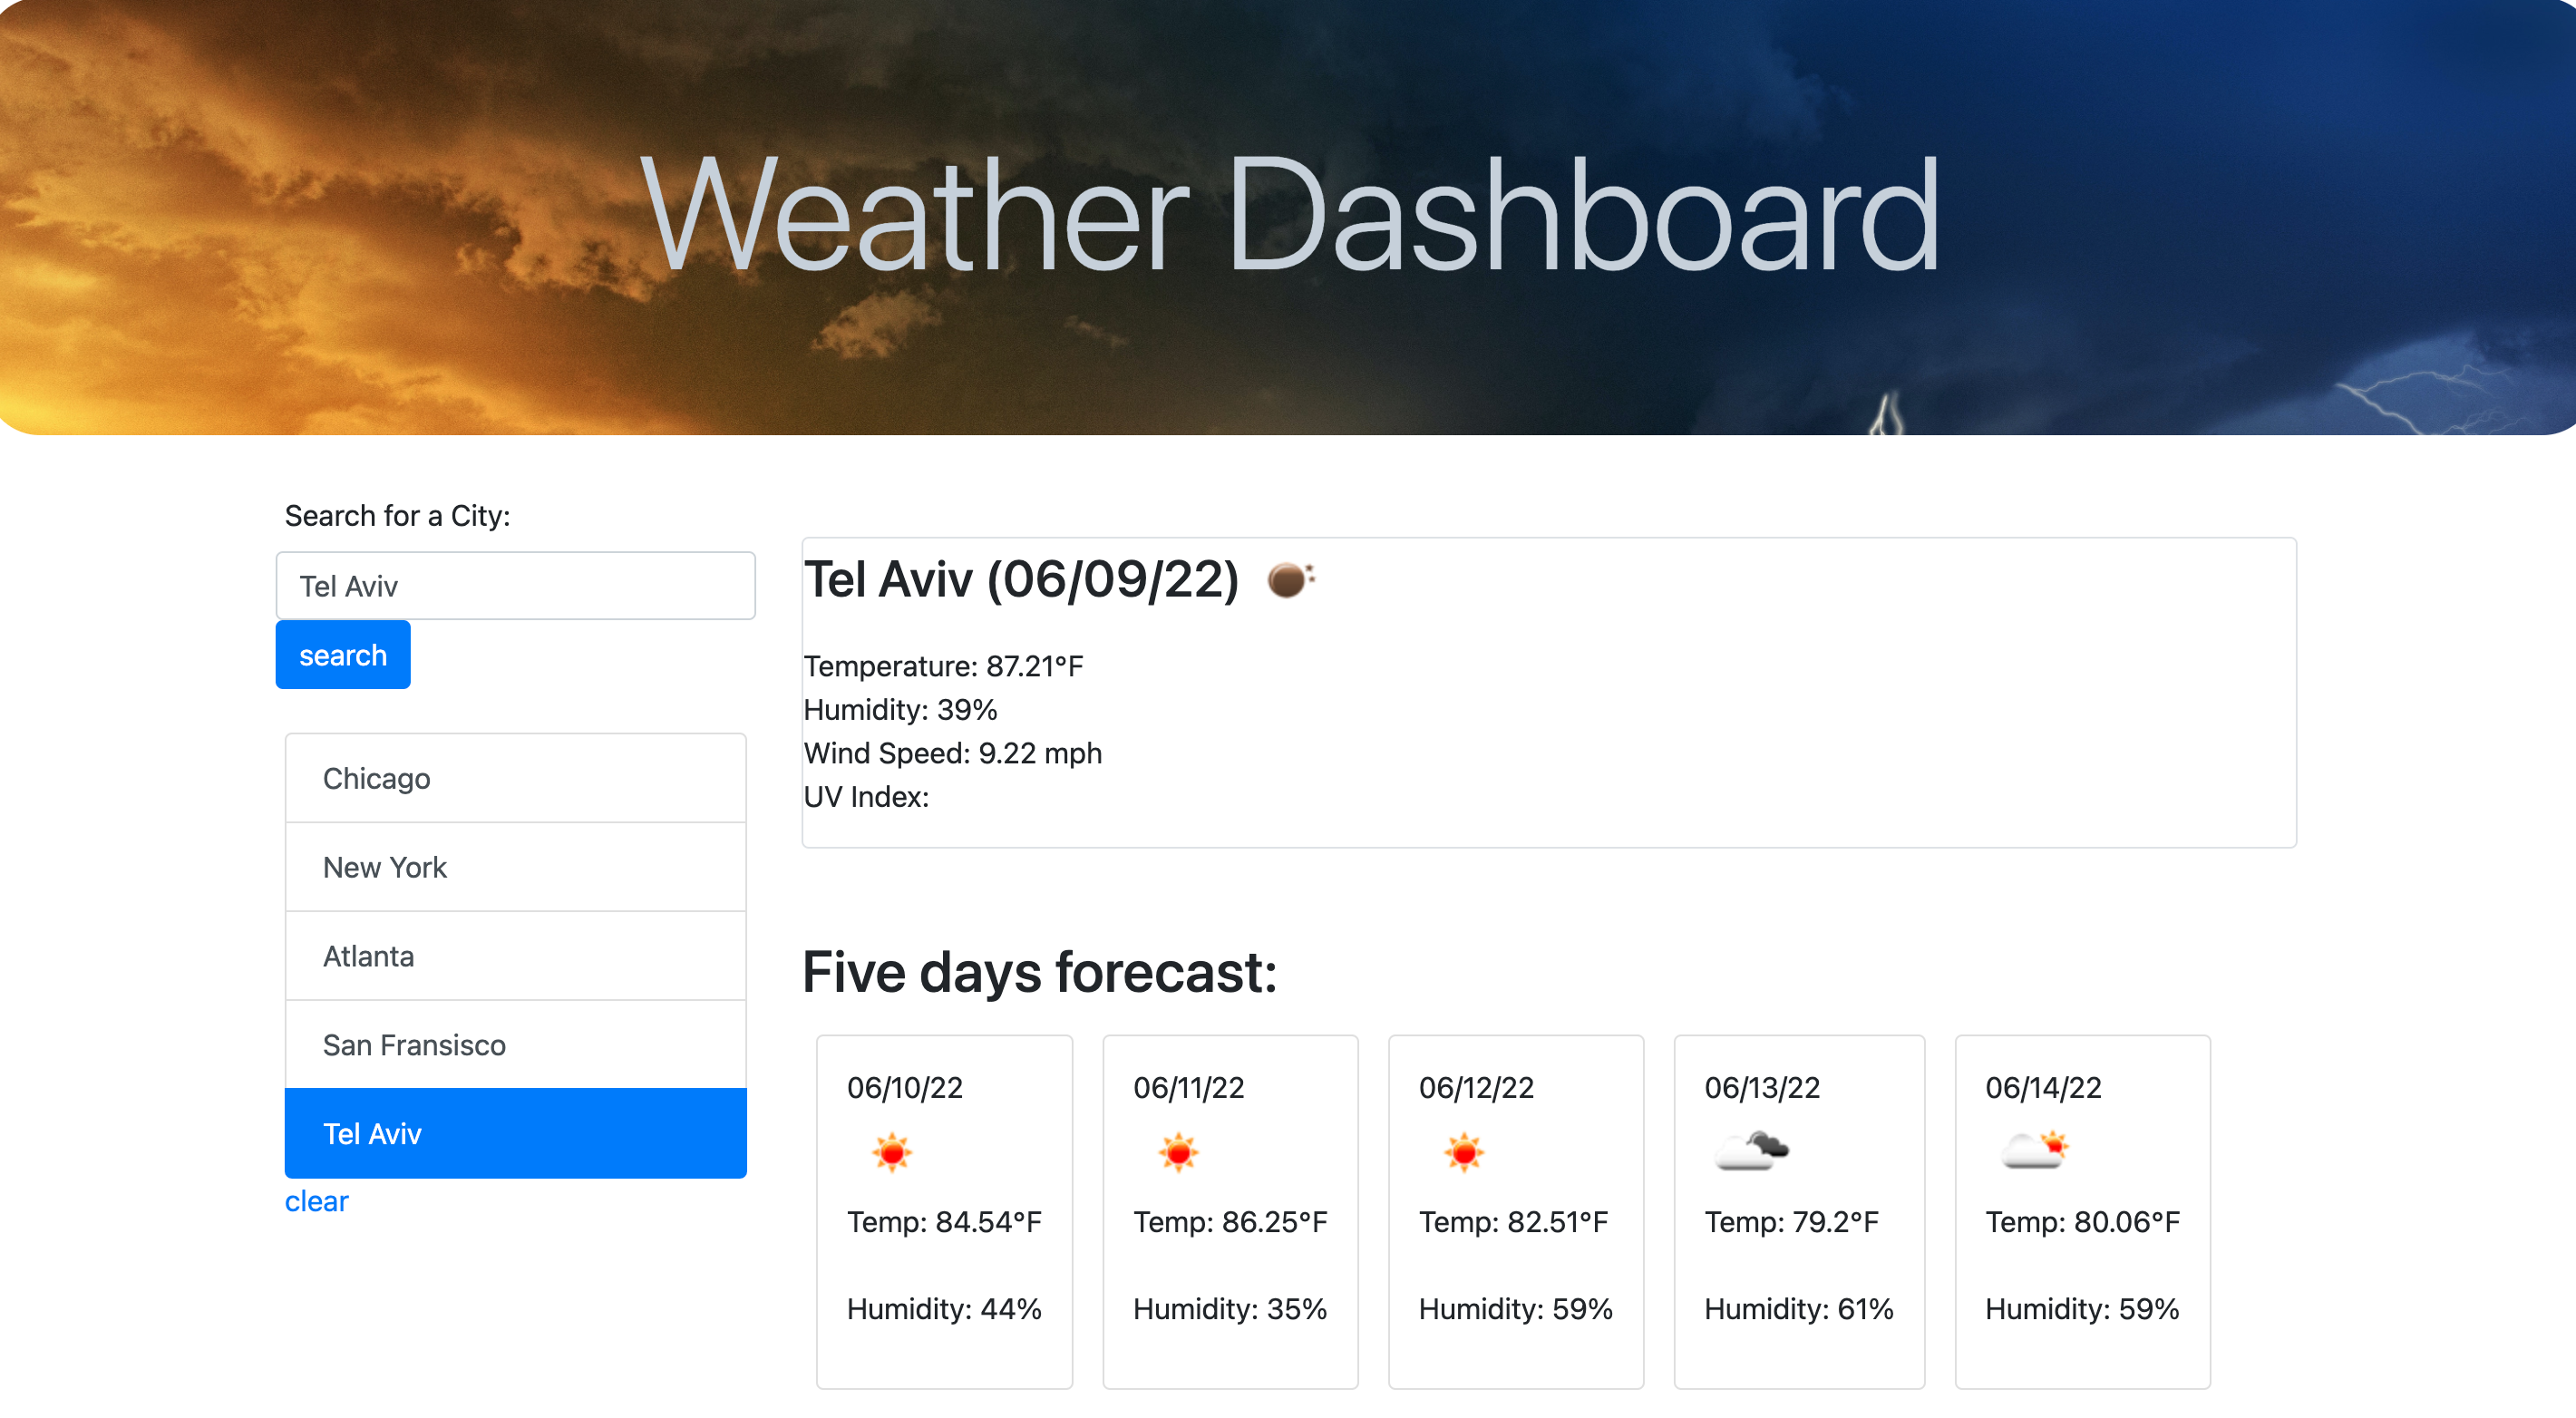 Weather Dashboard
Search for a City:
Tel Aviv
search
Chicago
New York
Atlanta
San Fransisco
Tel Aviv
clear
Tel Aviv (06/09/22)
Temperature: 87.21°F
Humidity: 39%
Wind Speed: 9.22 mph
UV Index:
Five days forecast:
06/10/22
Temp: 84.54°F
Humidity: 44%
06/11/22
Temp: 86.25°F
Humidity: 35%
06/12/22
Temp: 82.51°F
Humidity: 59%
06/13/22
Temp: 79.2°F
Humidity: 61%
06/14/22
Temp: 80.06°F
Humidity: 59%